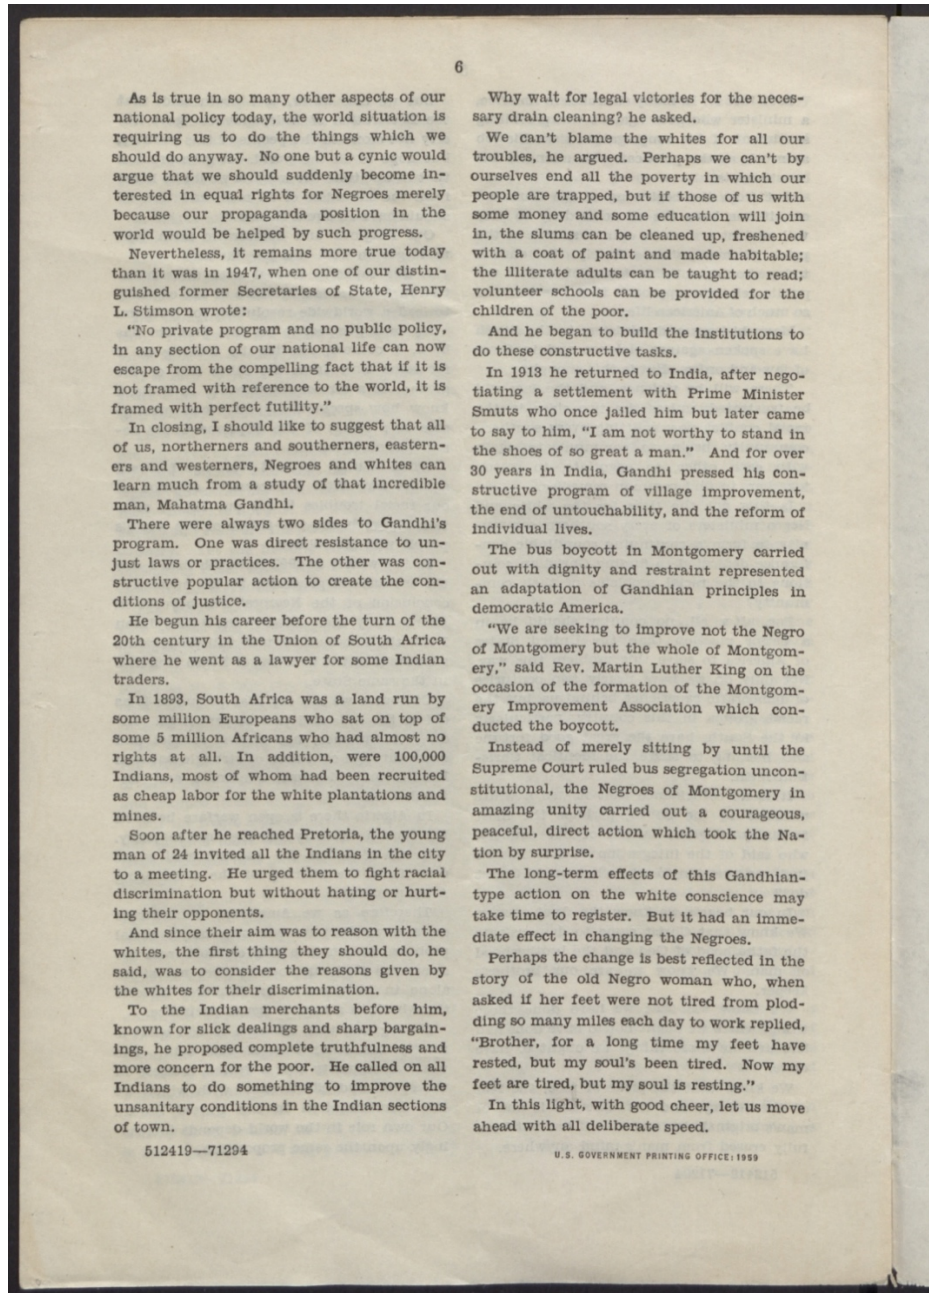 6
As is true in so many other aspects of our
national policy today, the world situation is
requiring us to do the things which we
should do anyway. No one but a cynic would
argue that we should suddenly become in-
terested in equal rights for Negroes merely
because our propaganda position in the
world would be helped by such progress.
Nevertheless, it remains more true today
than it was in 1947, when one of our distin-
guished former Secretaries of State, Henry
L. Stimson wrote:
"No private program and no public policy,
in any section of our national life can now
escape from the compelling fact that if it is
not framed with reference to the world, it is
framed with perfect futility."
In closing, I should like to suggest that all
of us, northerners and southerners, eastern-
ers and westerners, Negroes and whites can
learn much from a study of that incredible
man, Mahatma Gandhi.
There were always two sides to Gandhi's
program. One was direct resistance to un-
just laws or practices. The other was con-
structive popular action to create the con-
ditions of justice.
He begun his career before the turn of the
20th century in the Union of South Africa
where he went as a lawyer for some Indian
traders.
In 1893, South Africa was a land run by
some million Europeans who sat on top of
some 5 million Africans who had almost no
rights at all. In addition, were 100,000
Indians, most of whom had been recruited
as cheap labor for the white plantations and
mines.
Soon after he reached Pretoria, the young
man of 24 invited all the Indians in the city
to a meeting. He urged them to fight racial
discrimination but without hating or hurt-
ing their opponents.
And since their aim was to reason with the
whites, the first thing they should do, he
said, was to consider the reasons given by
the whites for their discrimination.
To the Indian merchants before him,
known for slick dealings and sharp bargain-
ings, he proposed complete truthfulness and
more concern for the poor. He called on all
Indians to do something to improve the
unsanitary conditions in the Indian sections
of town.
512419—71294
Why wait for legal victories for the neces-
sary drain cleaning? he asked.
We can't blame the whites for all our
troubles, he argued. Perhaps we can't by
ourselves end all the poverty in which our
people are trapped, but if those of us with
some money and some education will join
in, the slums can be cleaned up, freshened
with a coat of paint and made habitable;
the illiterate adults can be taught to read;
volunteer schools can be provided for the
children of the poor.
And he began to build the institutions to
do these constructive tasks.
In 1913 he returned to India, after nego-
tiating a settlement with Prime Minister
Smuts who once jailed him but later came
to say to him, "I am not worthy to stand in
the shoes of so great a man." And for over
30 years in India, Gandhi pressed his con-
structive program of village improvement,
the end of untouchability, and the reform of
individual lives.
The bus boycott in Montgomery carried
out with dignity and restraint represented
an adaptation of Gandhian principles in
democratic America.
"We are seeking to improve not the Negro
of Montgomery but the whole of Montgom-
ery," said Rev. Martin Luther King on the
occasion of the formation of the Montgom-
ery Improvement Association which con-
ducted the boycott.
Instead of merely sitting by until the
Supreme Court ruled bus segregation uncon-
stitutional, the Negroes of Montgomery in
amazing unity carried out a courageous,
peaceful, direct action which took the Na-
tion by surprise.
The long-term effects of this Gandhian-
type action on the white conscience may
take time to register. But it had an imme-
diate effect in changing the Negroes.
Perhaps the change is best reflected in the
story of the old Negro woman who, when
asked if her feet were not tired from plod-
ding so many miles each day to work replied,
"Brother, for a long time my feet have
rested, but my soul's been tired. Now my
feet are tired, but my soul is resting."
In this light, with good cheer, let us move
ahead with all deliberate speed.
U.S. GOVERNMENT PRINTING OFFICE: 1959